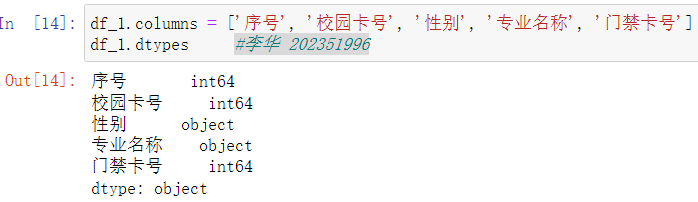 In  [14]: df_1.columns = ['序号', '校园卡号', '性别', '专业名称', '门禁卡号']
df_1.dtypes     #李华 202351996
Out[14]: 序号       int64
校园卡号     int64
性别      object
专业名称    object
门禁卡号     int64
dtype: object